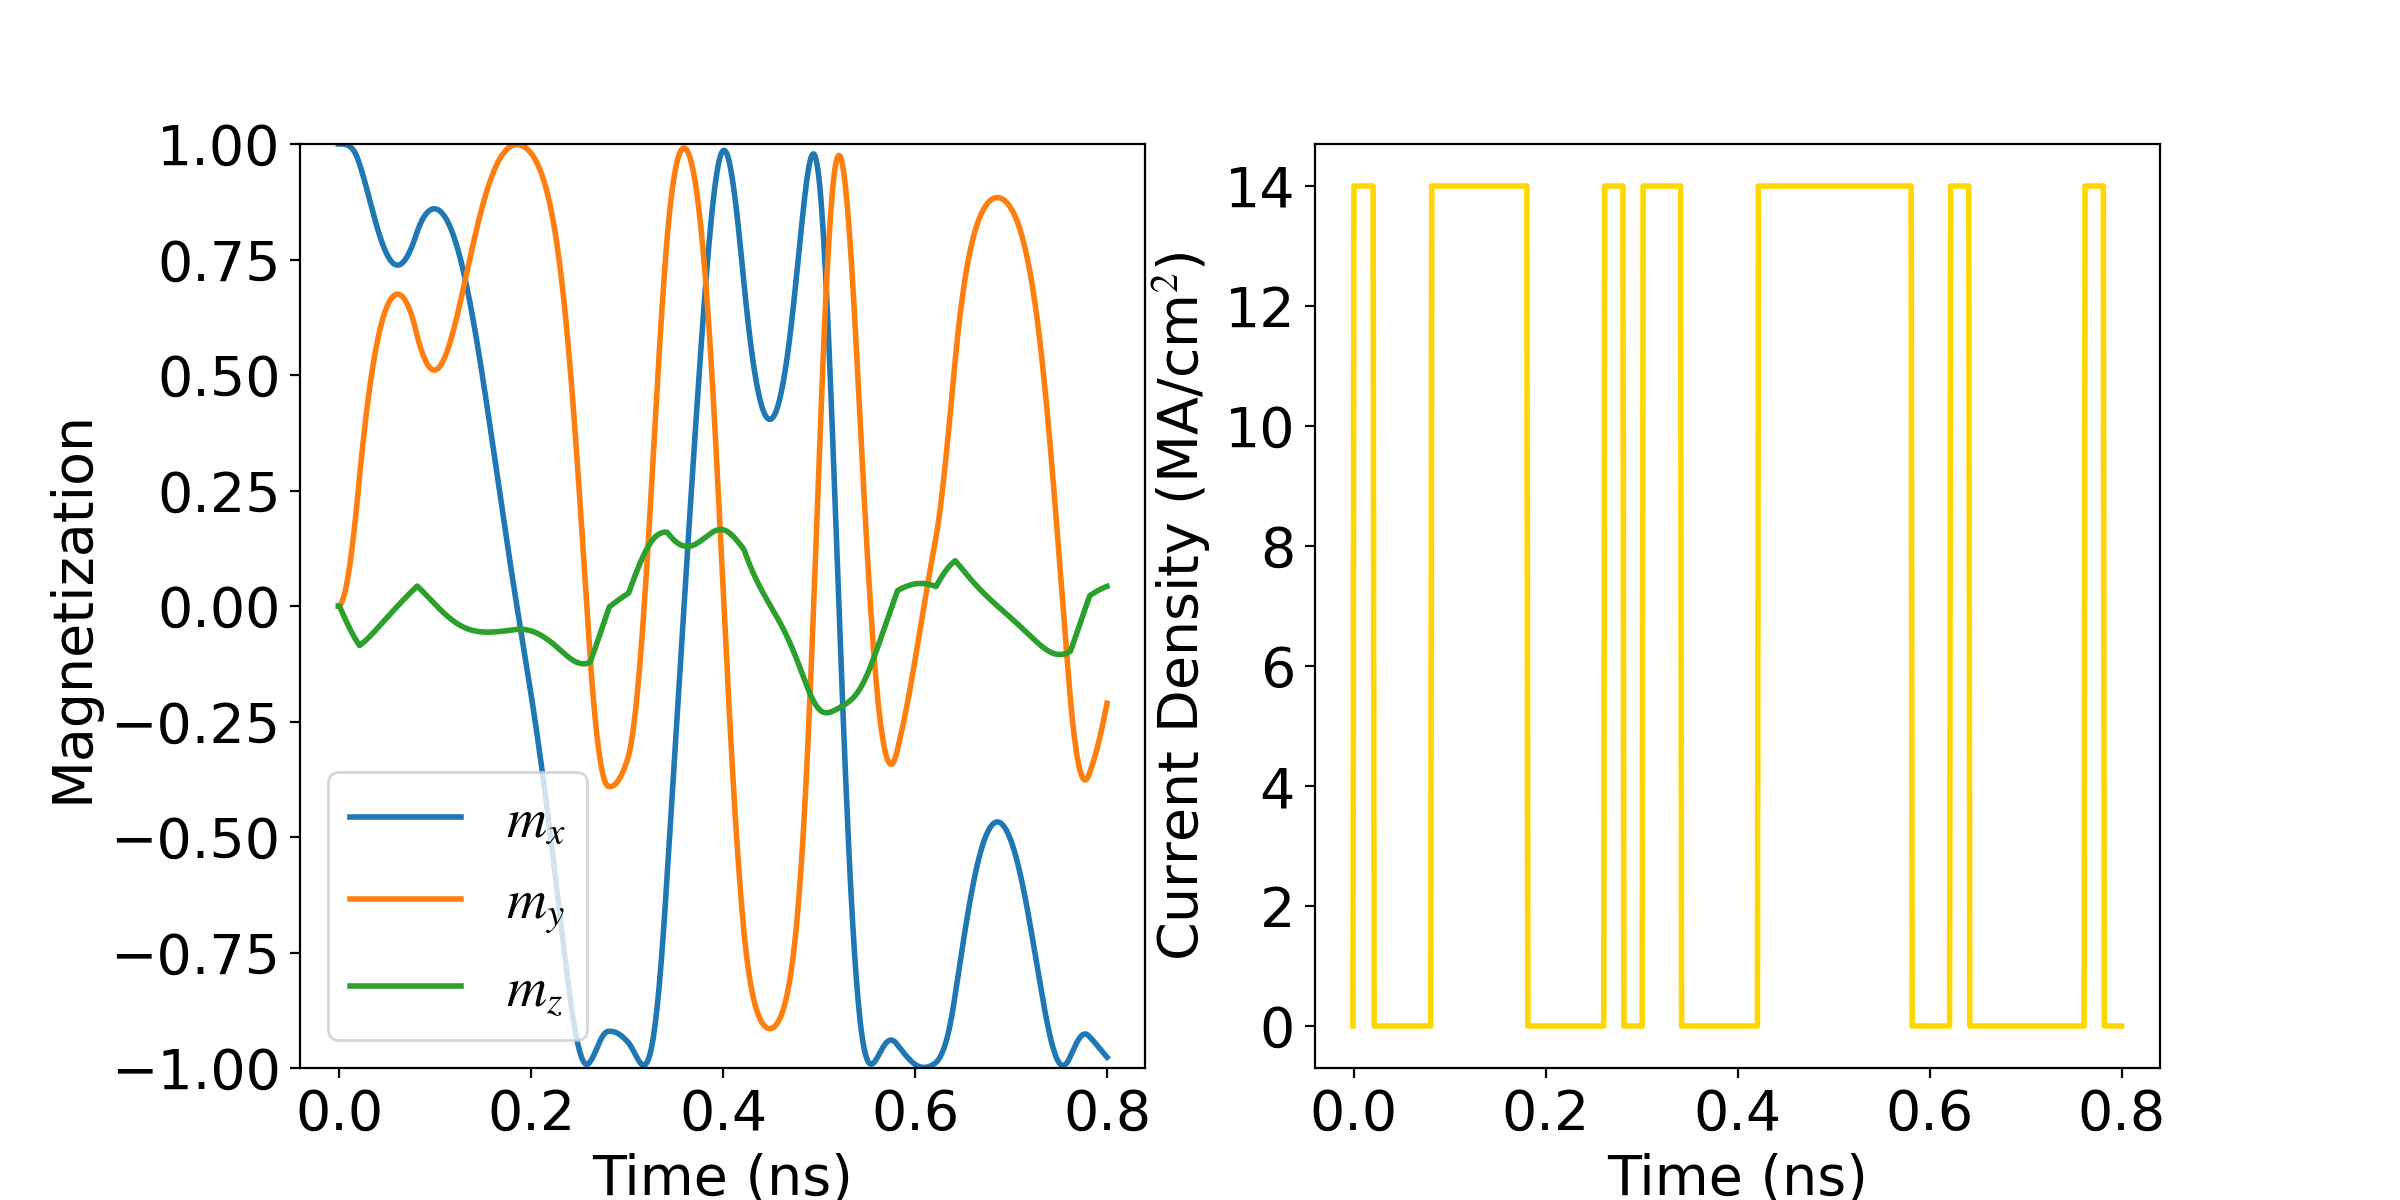 Magnetization
1.00
0.75
0.50
0.25
0.00
−0.25
−0.50
−0.75
−1.00
m_x
m_y
m_z
0.0 0.2 0.4 0.6 0.8
Time (ns)
Current Density (MA/cm²)
14
12
10
8
6
4
2
0
0.0 0.2 0.4 0.6 0.8
Time (ns)